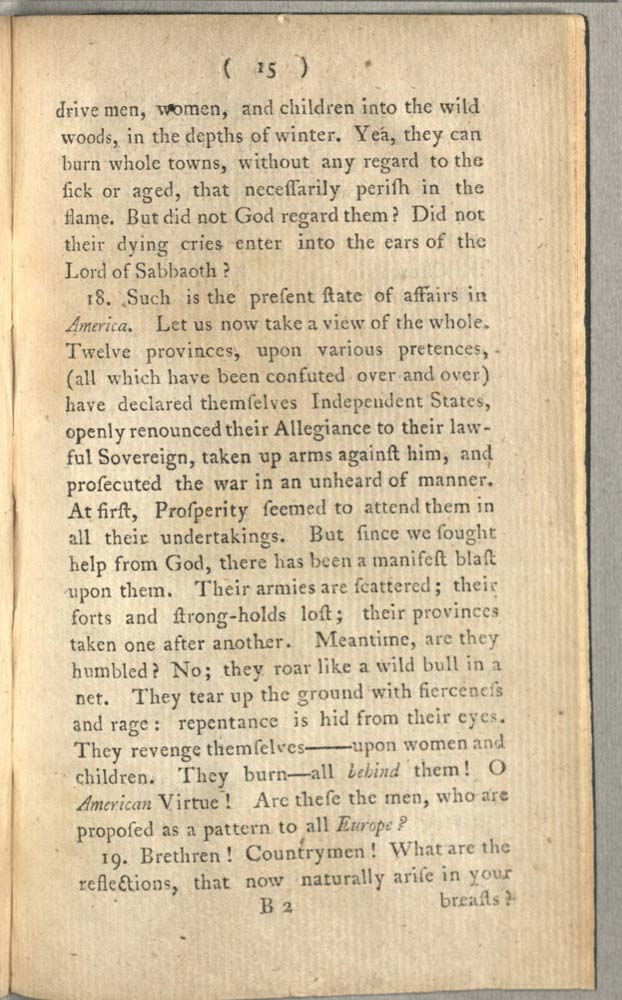 ( 15 )
drive men, women, and children into the wild
woods, in the depths of winter. Yea, they can
burn whole towns, without any regard to the
ſick or aged, that neceſſarily periſh in the
flame. But did not God regard them? Did not
their dying cries enter into the ears of the
Lord of Sabbaoth?
18. Such is the preſent ſtate of affairs in
America. Let us now take a view of the whole.
Twelve provinces, upon various pretences,
(all which have been confuted over and over)
have declared themſelves Independent States,
openly renounced their Allegiance to their law-
ful Sovereign, taken up arms againſt him, and
proſecuted the war in an unheard of manner.
At firſt, Proſperity ſeemed to attend them in
all their undertakings. But ſince we ſought
help from God, there has been a manifeſt blaſt
upon them. Their armies are ſcattered; their
forts and ſtrong-holds loſt; their provinces
taken one after another. Meantime, are they
humbled? No; they roar like a wild bull in a
net. They tear up the ground with fierceneſs
and rage: repentance is hid from their eyes.
They revenge themſelves——upon women and
children. They burn—all behind them! O
American Virtue! Are theſe the men, who are
propoſed as a pattern to all Europe?
19. Brethren! Countrymen! What are the
reflections, that now naturally ariſe in your
B 2 breaſts?